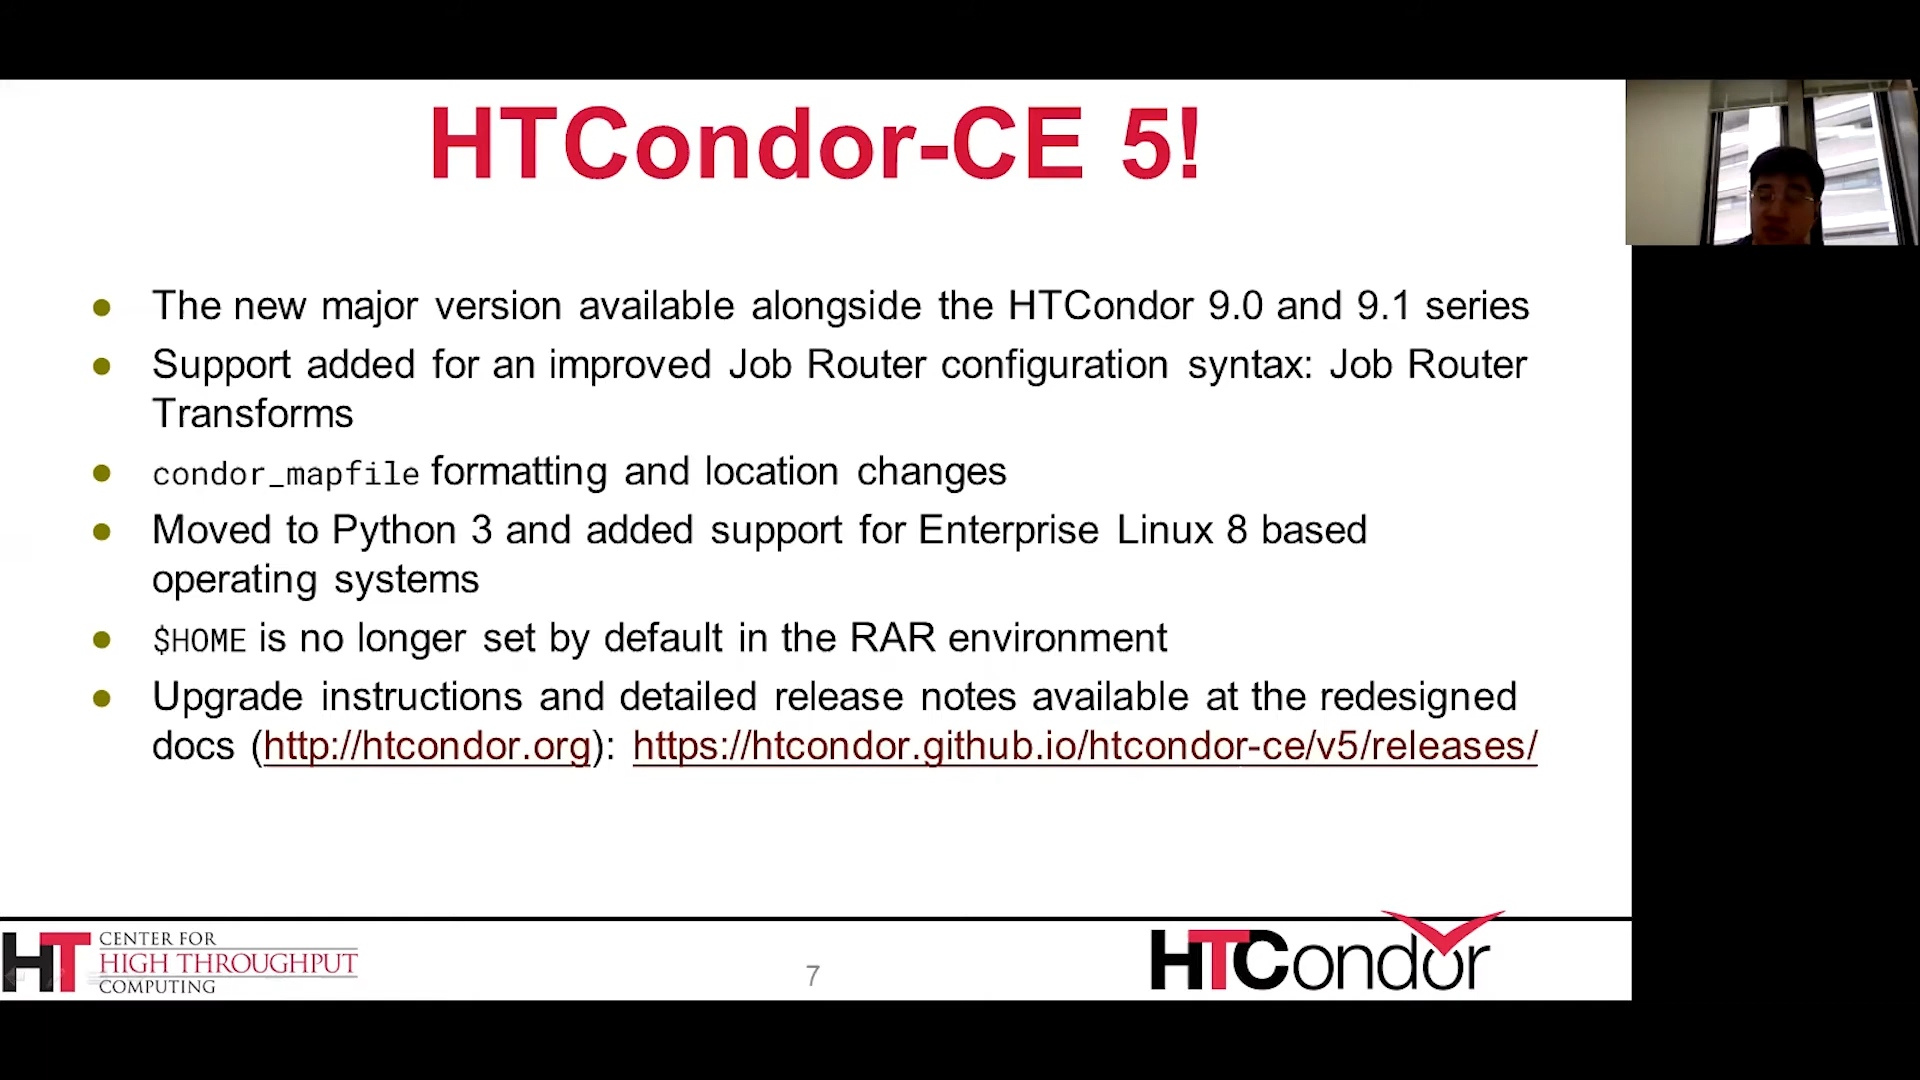 HTCondor-CE 5!
The new major version available alongside the HTCondor 9.0 and 9.1 series
Support added for an improved Job Router configuration syntax: Job Router
Transforms
condor_mapfile formatting and location changes
Moved to Python 3 and added support for Enterprise Linux 8 based
operating systems
$HOME is no longer set by default in the RAR environment
Upgrade instructions and detailed release notes available at the redesigned
docs (http://htcondor.org): https://htcondor.github.io/htcondor-ce/v5/releases/
HT
CENTER FOR
HIGH THROUGHPUT
COMPUTING
7
HTCondor